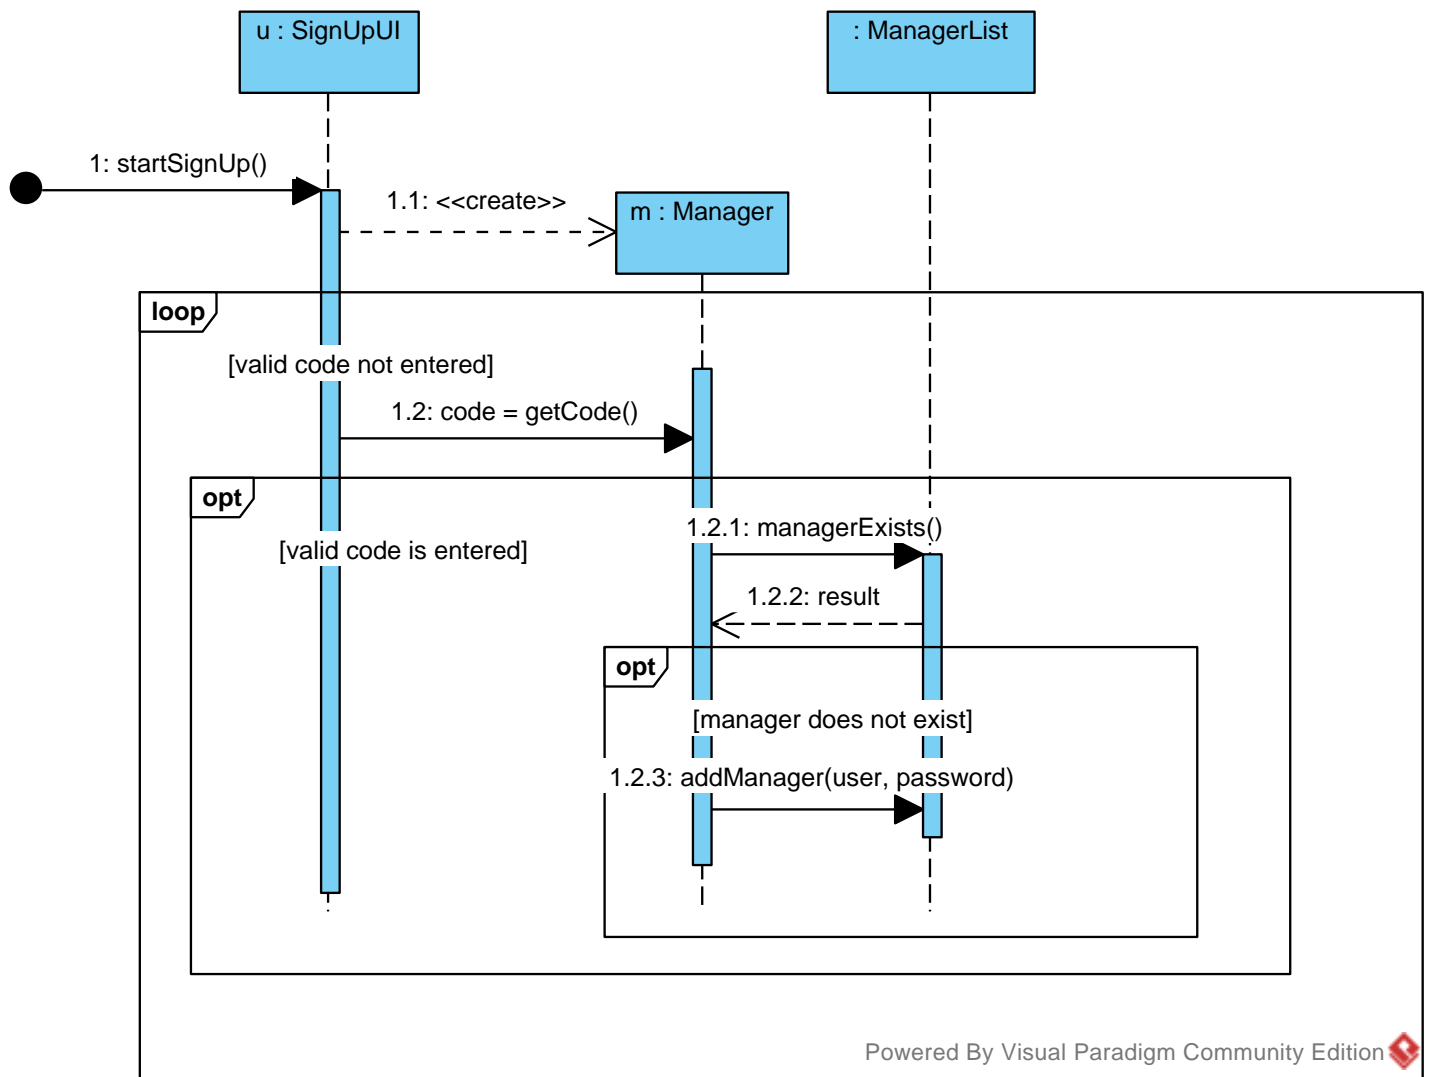 u : SignUpUI
: ManagerList
1: startSignUp()
1.1: <<create>>
m : Manager
loop
[valid code not entered]
1.2: code = getCode()
opt
1.2.1: managerExists()
[valid code is entered]
1.2.2: result
opt
[manager does not exist]
1.2.3: addManager(user, password)
Powered By Visual Paradigm Community Edition